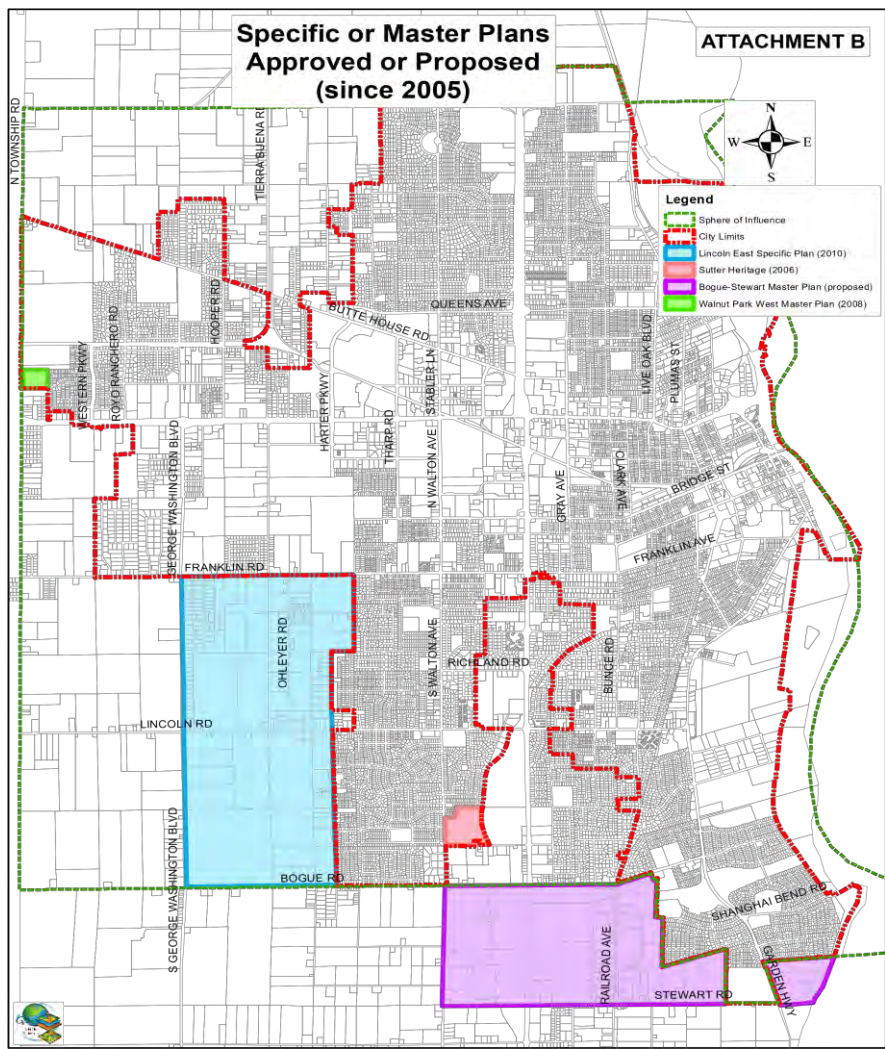 Specific or Master Plans
Approved or Proposed
(since 2005)
ATTACHMENT B
N
W E
S
Legend
Sphere of Influence
City Limits
Lincoln East Specific Plan (2010)
Sutter Heritage (2006)
Bogue-Stewart Master Plan (proposed)
Walnut Park West Master Plan (2008)
N TOWNSHIP RD
TIERRA BUENA RD
HOOPER RD
QUEENS AVE
BUTTE HOUSE RD
WESTERN PKWY
ROYO RANCHERO RD
HARTER PKWY
STABLER LN
LIVE OAK BLVD
PLUMAS ST
GEORGE WASHINGTON BLVD
THARP RD
N WALTON AVE
GRAY AVE
CLARK AVE
BRIDGE ST
FRANKLIN AVE
FRANKLIN RD
OHLEYER RD
S WALTON AVE
RICHLAND RD
BUNCE RD
LINCOLN RD
S GEORGE WASHINGTON BLVD
BOGUE RD
SHANGHAI BEND RD
RAILROAD AVE
STEWART RD
GARDEN HWY